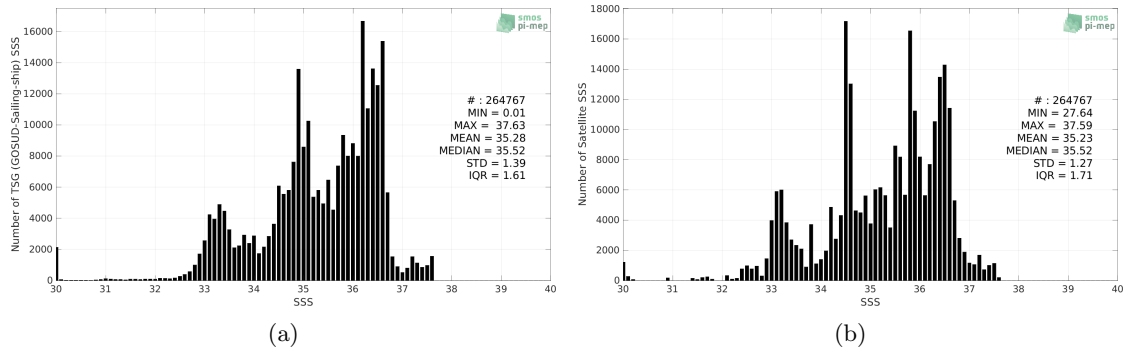 smos
pi-mep
Number of TSG (GOSUD-Sailing-ship) SSS
16000
14000
12000
10000
8000
6000
4000
2000
0
# : 264767
MIN = 0.01
MAX = 37.63
MEAN = 35.28
MEDIAN = 35.52
STD = 1.39
IQR = 1.61
30 31 32 33 34 35 36 37 38 39 40
SSS
(a)
smos
pi-mep
Number of Satellite SSS
18000
16000
14000
12000
10000
8000
6000
4000
2000
0
# : 264767
MIN = 27.64
MAX = 37.59
MEAN = 35.23
MEDIAN = 35.52
STD = 1.27
IQR = 1.71
30 31 32 33 34 35 36 37 38 39 40
SSS
(b)